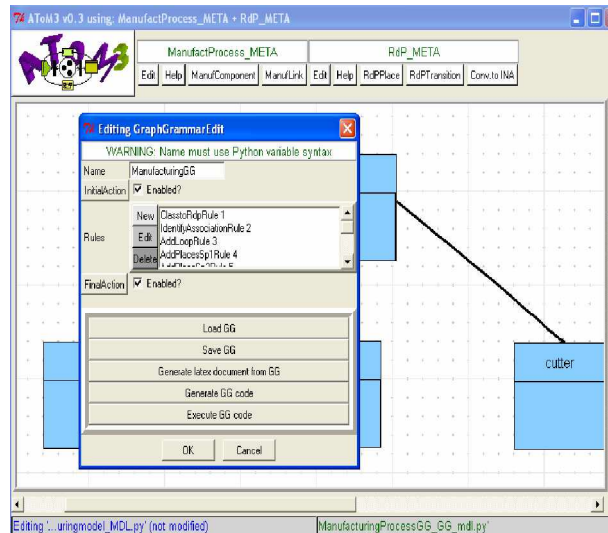 AToM3 v0.3 using: ManufactProcess_META + RdP_META
AToM3
ManufactProcess_META
RdP_META
Edit Help ManufComponent ManufLink Edit Help RdPPlace RdPTransition Conv.to INA
Editing GraphGrammarEdit
WARNING: Name must use Python variable syntax
Name ManufacturingGG
InitialAction Enabled?
Rules
New
Edit
Delete
ClasstoRdpRule 1
IdentifyAssociationRule 2
AddLoopRule 3
AddPlacesSp1Rule 4
FinalAction Enabled?
Load GG
Save GG
Generate latex document from GG
Generate GG code
Execute GG code
OK Cancel
cutter
Editing '...uringmodel_MDL.py' (not modified)
ManufacturingProcessGG_GG_mdl.py'